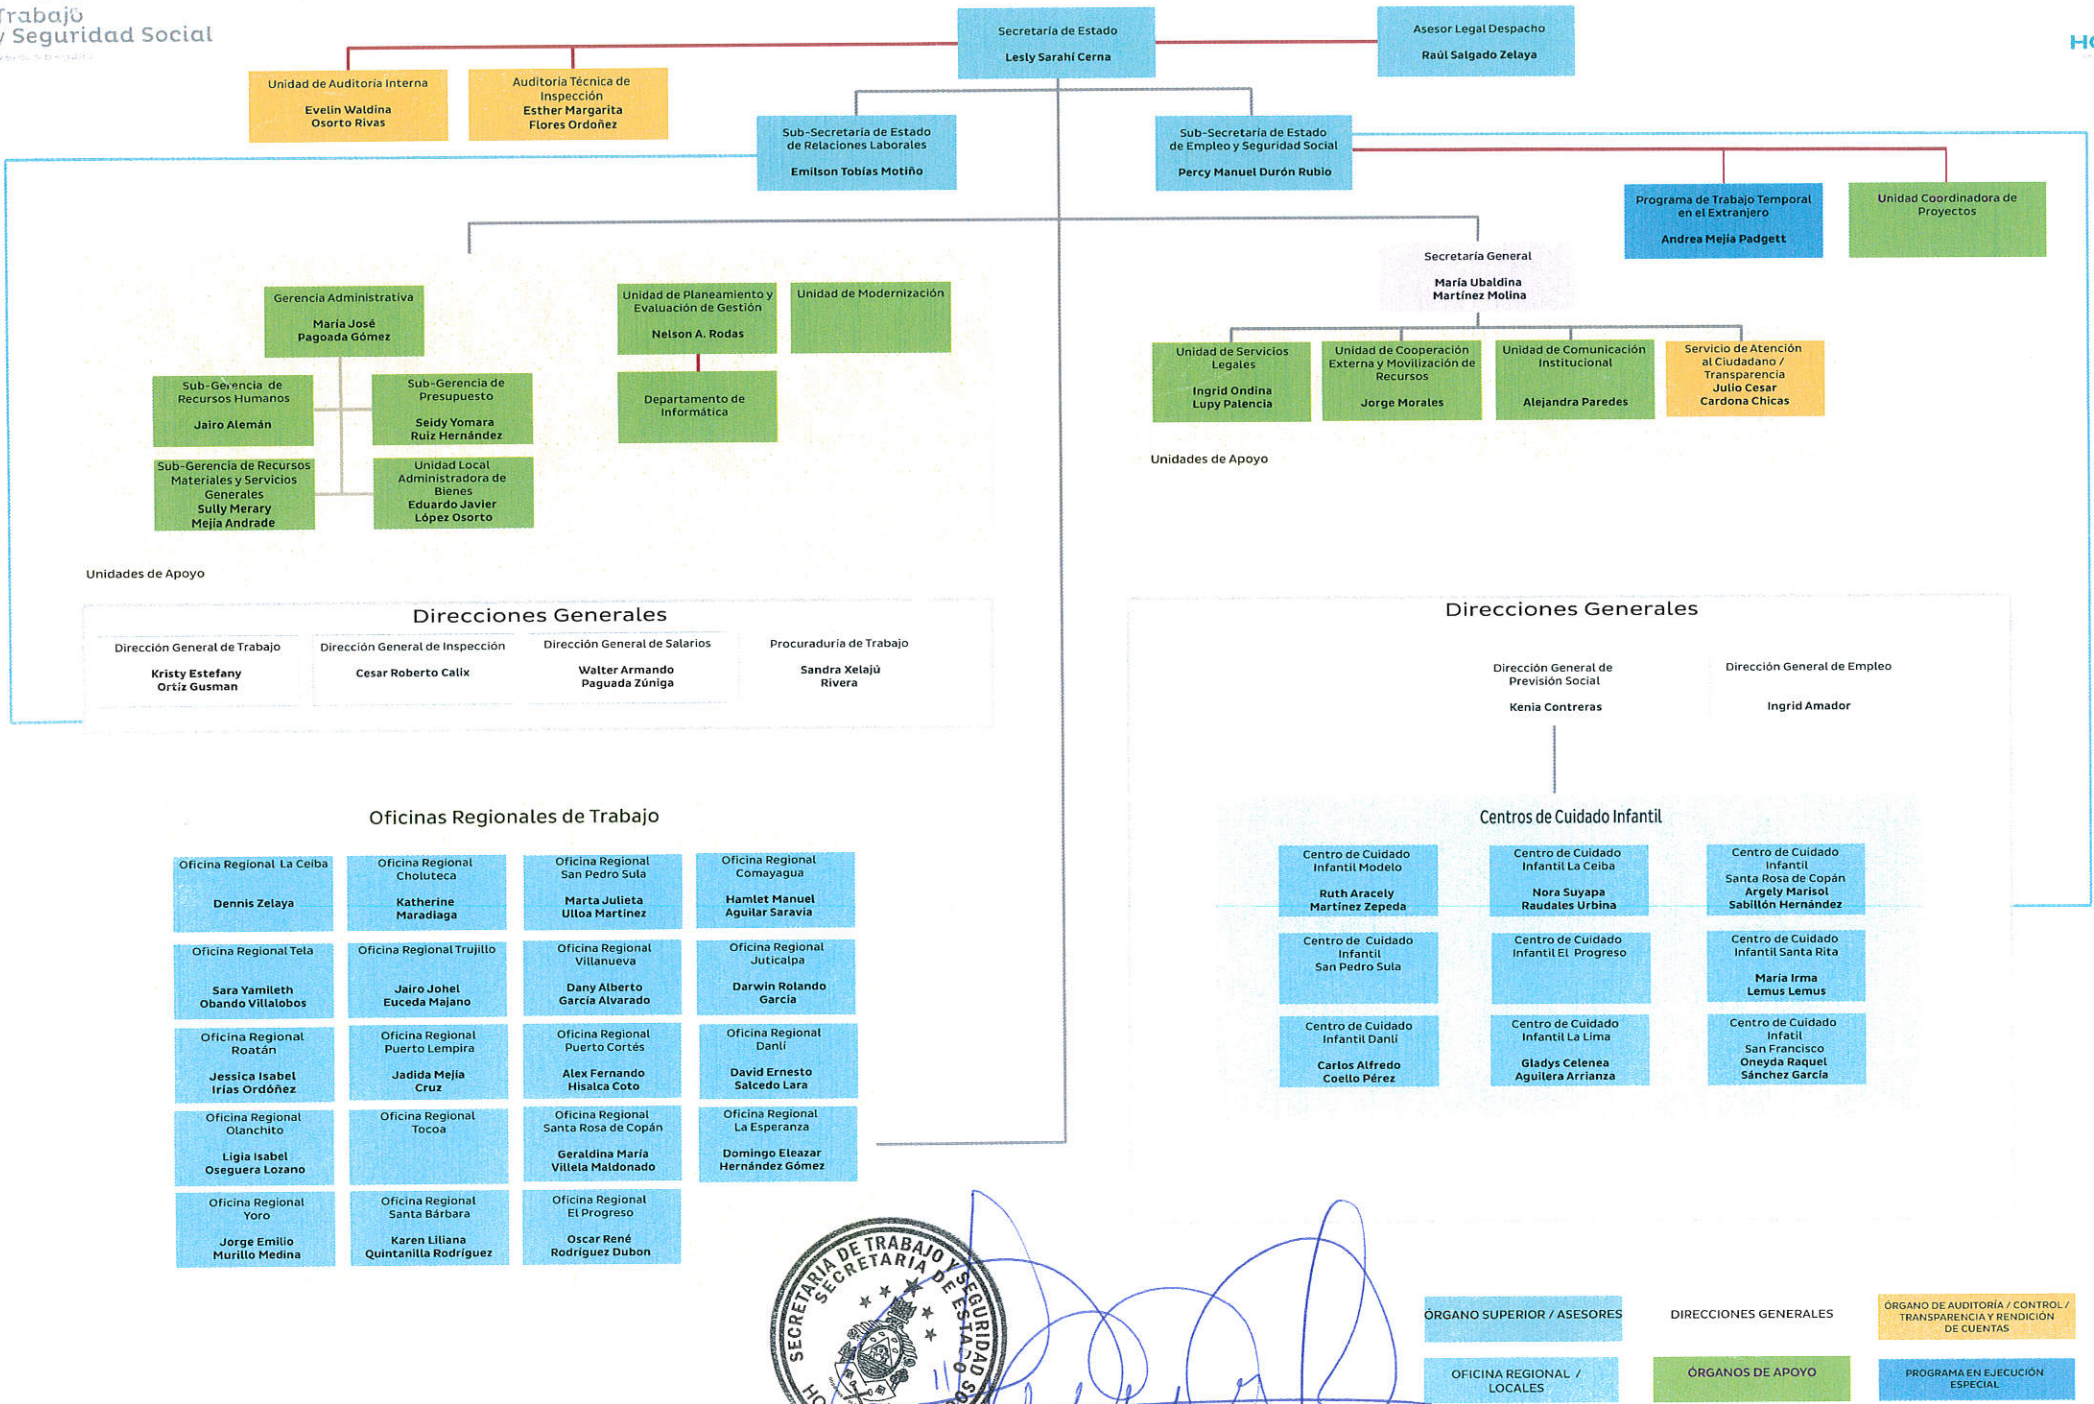 Trabajo
y Seguridad Social
Secretaría de Estado
Lesly Sarahí Cerna
Asesor Legal Despacho
Raúl Salgado Zelaya
Unidad de Auditoría Interna
Evelin Waldina
Osorto Rivas
Auditoría Técnica de
Inspección
Esther Margarita
Flores Ordoñez
Sub-Secretaría de Estado
de Relaciones Laborales
Emilson Tobías Motiño
Sub-Secretaría de Estado
de Empleo y Seguridad Social
Percy Manuel Durón Rubio
Programa de Trabajo Temporal
en el Extranjero
Andrea Mejía Padgett
Unidad Coordinadora de
Proyectos
Gerencia Administrativa
María José
Pagoada Gómez
Unidad de Planeamiento y
Evaluación de Gestión
Nelson A. Rodas
Unidad de Modernización
Secretaría General
María Ubaldina
Martínez Molina
Sub-Gerencia de
Recursos Humanos
Jairo Alemán
Sub-Gerencia de
Presupuesto
Seidy Yomara
Ruiz Hernández
Departamento de
Informática
Sub-Gerencia de Recursos
Materiales y Servicios
Generales
Sully Merary
Mejía Andrade
Unidad Local
Administradora de
Bienes
Eduardo Javier
López Osorto
Unidad de Servicios
Legales
Ingrid Ondina
Lupy Palencia
Unidad de Cooperación
Externa y Movilización de
Recursos
Jorge Morales
Unidad de Comunicación
Institucional
Alejandra Paredes
Servicio de Atención
al Ciudadano /
Transparencia
Julio Cesar
Cardona Chicas
Unidades de Apoyo
Unidades de Apoyo
Direcciones Generales
Dirección General de Trabajo
Kristy Estefany
Ortíz Gusman
Dirección General de Inspección
Cesar Roberto Calix
Dirección General de Salarios
Walter Armando
Paguada Zúniga
Procuraduría de Trabajo
Sandra Xelajú
Rivera
Direcciones Generales
Dirección General de
Previsión Social
Kenia Contreras
Dirección General de Empleo
Ingrid Amador
Oficinas Regionales de Trabajo
Oficina Regional La Ceiba
Dennis Zelaya
Oficina Regional
Choluteca
Katherine
Maradiaga
Oficina Regional
San Pedro Sula
Marta Julieta
Ulloa Martínez
Oficina Regional
Comayagua
Hamlet Manuel
Aguilar Saravia
Oficina Regional Tela
Sara Yamileth
Obando Villalobos
Oficina Regional Trujillo
Jairo Johel
Euceda Majano
Oficina Regional
Villanueva
Dany Alberto
García Alvarado
Oficina Regional
Juticalpa
Darwin Rolando
García
Oficina Regional
Roatán
Jessica Isabel
Irías Ordóñez
Oficina Regional
Puerto Lempira
Jadida Mejía
Cruz
Oficina Regional
Puerto Cortés
Alex Fernando
Hisalca Coto
Oficina Regional
Danlí
David Ernesto
Salcedo Lara
Oficina Regional
Olanchito
Ligia Isabel
Oseguera Lozano
Oficina Regional
Tocoa
Oficina Regional
Santa Rosa de Copán
Geraldina María
Villela Maldonado
Oficina Regional
La Esperanza
Domingo Eleazar
Hernández Gómez
Oficina Regional
Yoro
Jorge Emilio
Murillo Medina
Oficina Regional
Santa Bárbara
Karen Liliana
Quintanilla Rodríguez
Oficina Regional
El Progreso
Oscar René
Rodríguez Dubon
Centros de Cuidado Infantil
Centro de Cuidado
Infantil Modelo
Ruth Aracely
Martínez Zepeda
Centro de Cuidado
Infantil La Ceiba
Nora Suyapa
Raudales Urbina
Centro de Cuidado
Infantil
Santa Rosa de Copán
Argely Marisol
Sabillón Hernández
Centro de Cuidado
Infantil
San Pedro Sula
Centro de Cuidado
Infantil El Progreso
Centro de Cuidado
Infantil Santa Rita
María Irma
Lemus Lemus
Centro de Cuidado
Infantil Danlí
Carlos Alfredo
Coello Pérez
Centro de Cuidado
Infantil La Lima
Gladys Celenea
Aguilera Arrianza
Centro de Cuidado
Infatil
San Francisco
Oneyda Raquel
Sánchez García
SECRETARIA DE TRABAJO Y SEGURIDAD SO
SECRETARIA DE ESTADO
HO
ÓRGANO SUPERIOR / ASESORES
DIRECCIONES GENERALES
ÓRGANO DE AUDITORÍA / CONTROL /
TRANSPARENCIA Y RENDICIÓN
DE CUENTAS
OFICINA REGIONAL /
LOCALES
ÓRGANOS DE APOYO
PROGRAMA EN EJECUCIÓN
ESPECIAL